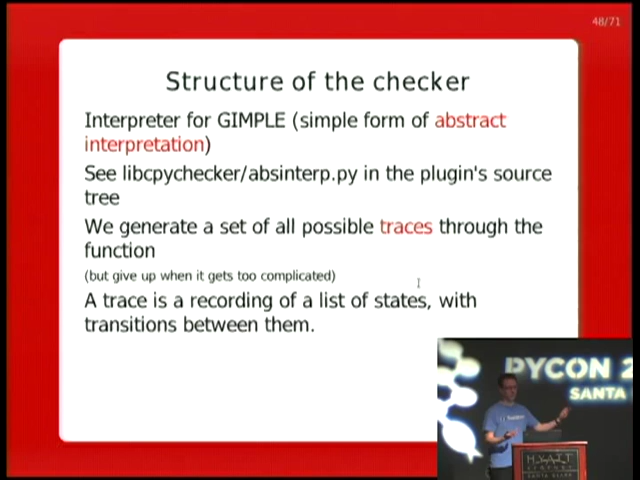 48/71
Structure of the checker
Interpreter for GIMPLE (simple form of abstract
interpretation)
See libcpychecker/absinterp.py in the plugin's source
tree
We generate a set of all possible traces through the
function
(but give up when it gets too complicated)
A trace is a recording of a list of states, with
transitions between them.
PYCON 2
SANTA
HYATT